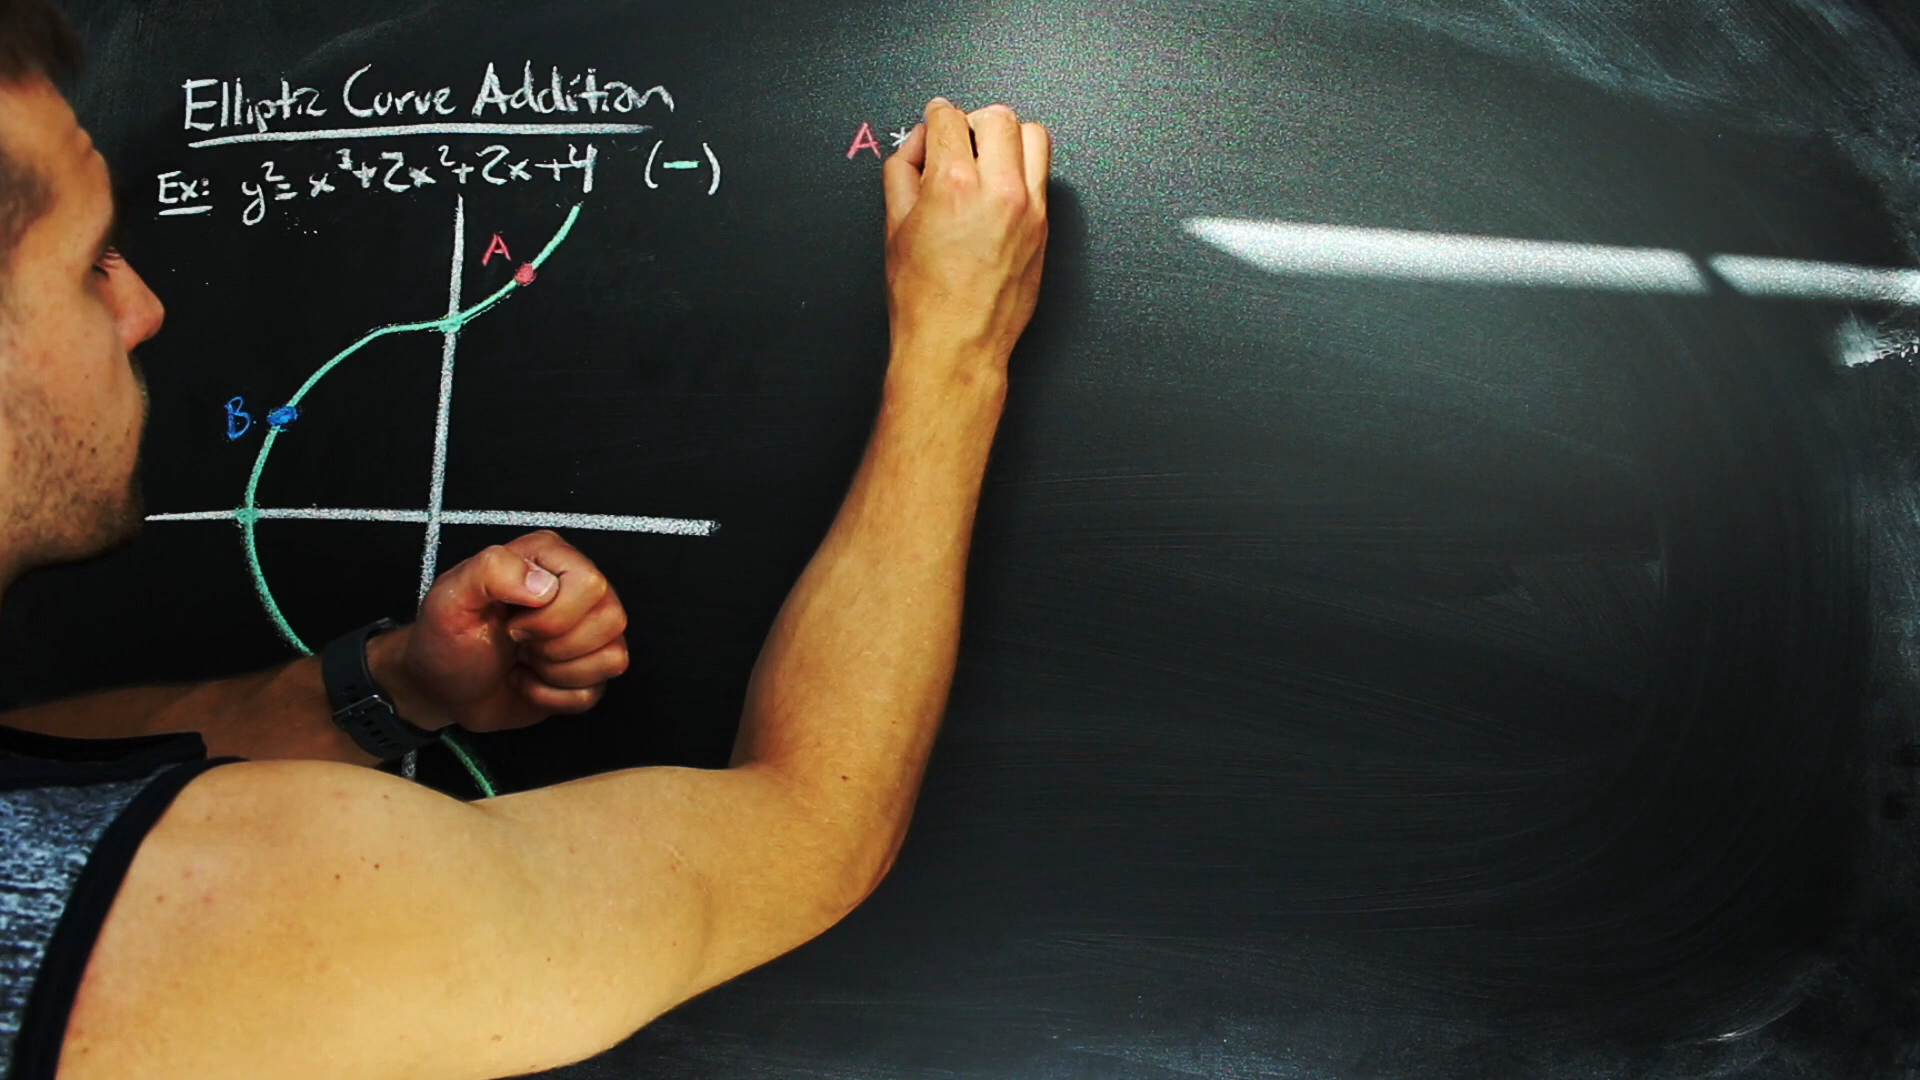 Elliptic Curve Addition
Ex: y² = x³+2x²+2x+4 (—)
A *
A
B